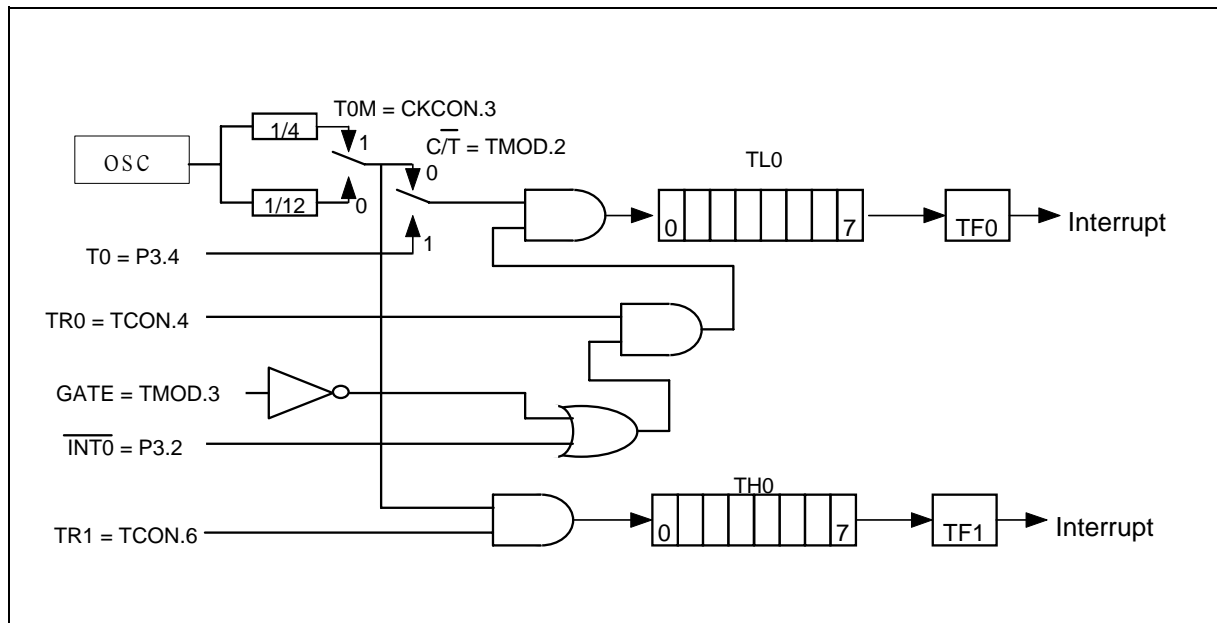 T0M = CKCON.3
1/4
1
C/T̅ = TMOD.2
OSC
TL0
0
1/12
0
0
7
TF0
Interrupt
1
T0 = P3.4
TR0 = TCON.4
GATE = TMOD.3
I̅N̅T̅0̅ = P3.2
TH0
0
7
TF1
Interrupt
TR1 = TCON.6